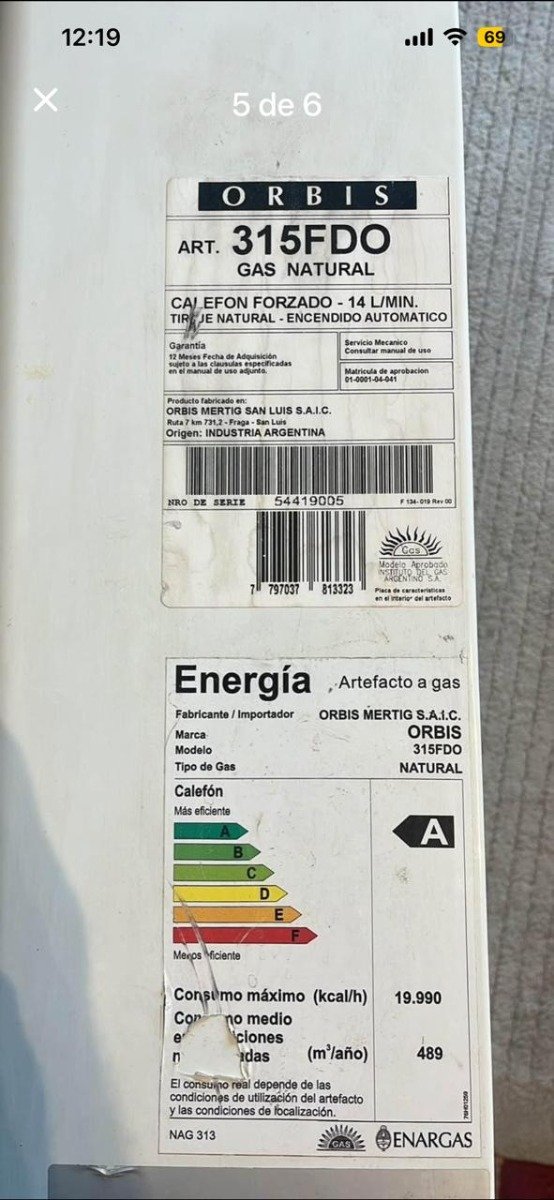 12:19
69
5 de 6
ORBIS
ART. 315FDO
GAS NATURAL
CALEFON FORZADO - 14 L/MIN.
TIRAJE NATURAL - ENCENDIDO AUTOMATICO
Garantía
12 Meses Fecha de Adquisición
sujeto a las clausulas especificadas
en el manual de uso adjunto.
Servicio Mecanico
Consultar manual de uso
Matricula de aprobacion
01-0001-04-041
Producto fabricado en:
ORBIS MERTIG SAN LUIS S.A.I.C.
Ruta 7 km 731,2 - Fraga - San Luis
Origen: INDUSTRIA ARGENTINA
NRO DE SERIE 54419005 F 134-019 Rev 00
7 797037 813323
Gas
Modelo Aprobado
INSTITUTO DEL GAS
ARGENTINO S.A.
Placa de caracteristicas
en el interior del artefacto
Energía Artefacto a gas
Fabricante / Importador ORBIS MERTIG S.A.I.C.
Marca ORBIS
Modelo 315FDO
Tipo de Gas NATURAL
Calefón
Más eficiente
A
A
B
C
D
E
F
Menos eficiente
Consumo máximo (kcal/h) 19.990
medio
(m³/año) 489
El consumo real depende de las
condiciones de utilización del artefacto
y las condiciones de localización.
NAG 313
GAS
ENARGAS